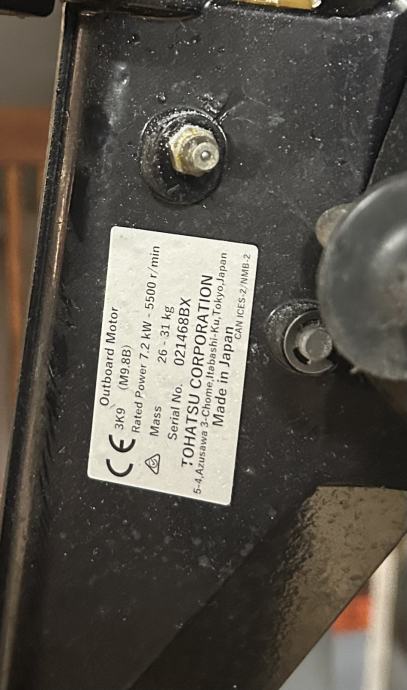 Outboard Motor
CE 3K9 (M9.8B)
Rated Power 7.2 kW - 5500 r/min
Mass 26 - 31 kg
Serial No. 021468BX
TOHATSU CORPORATION
5-4,Azusawa 3-Chome,Itabashi-Ku,Tokyo,Japan
Made in Japan
CAN ICES-2/NMB-2